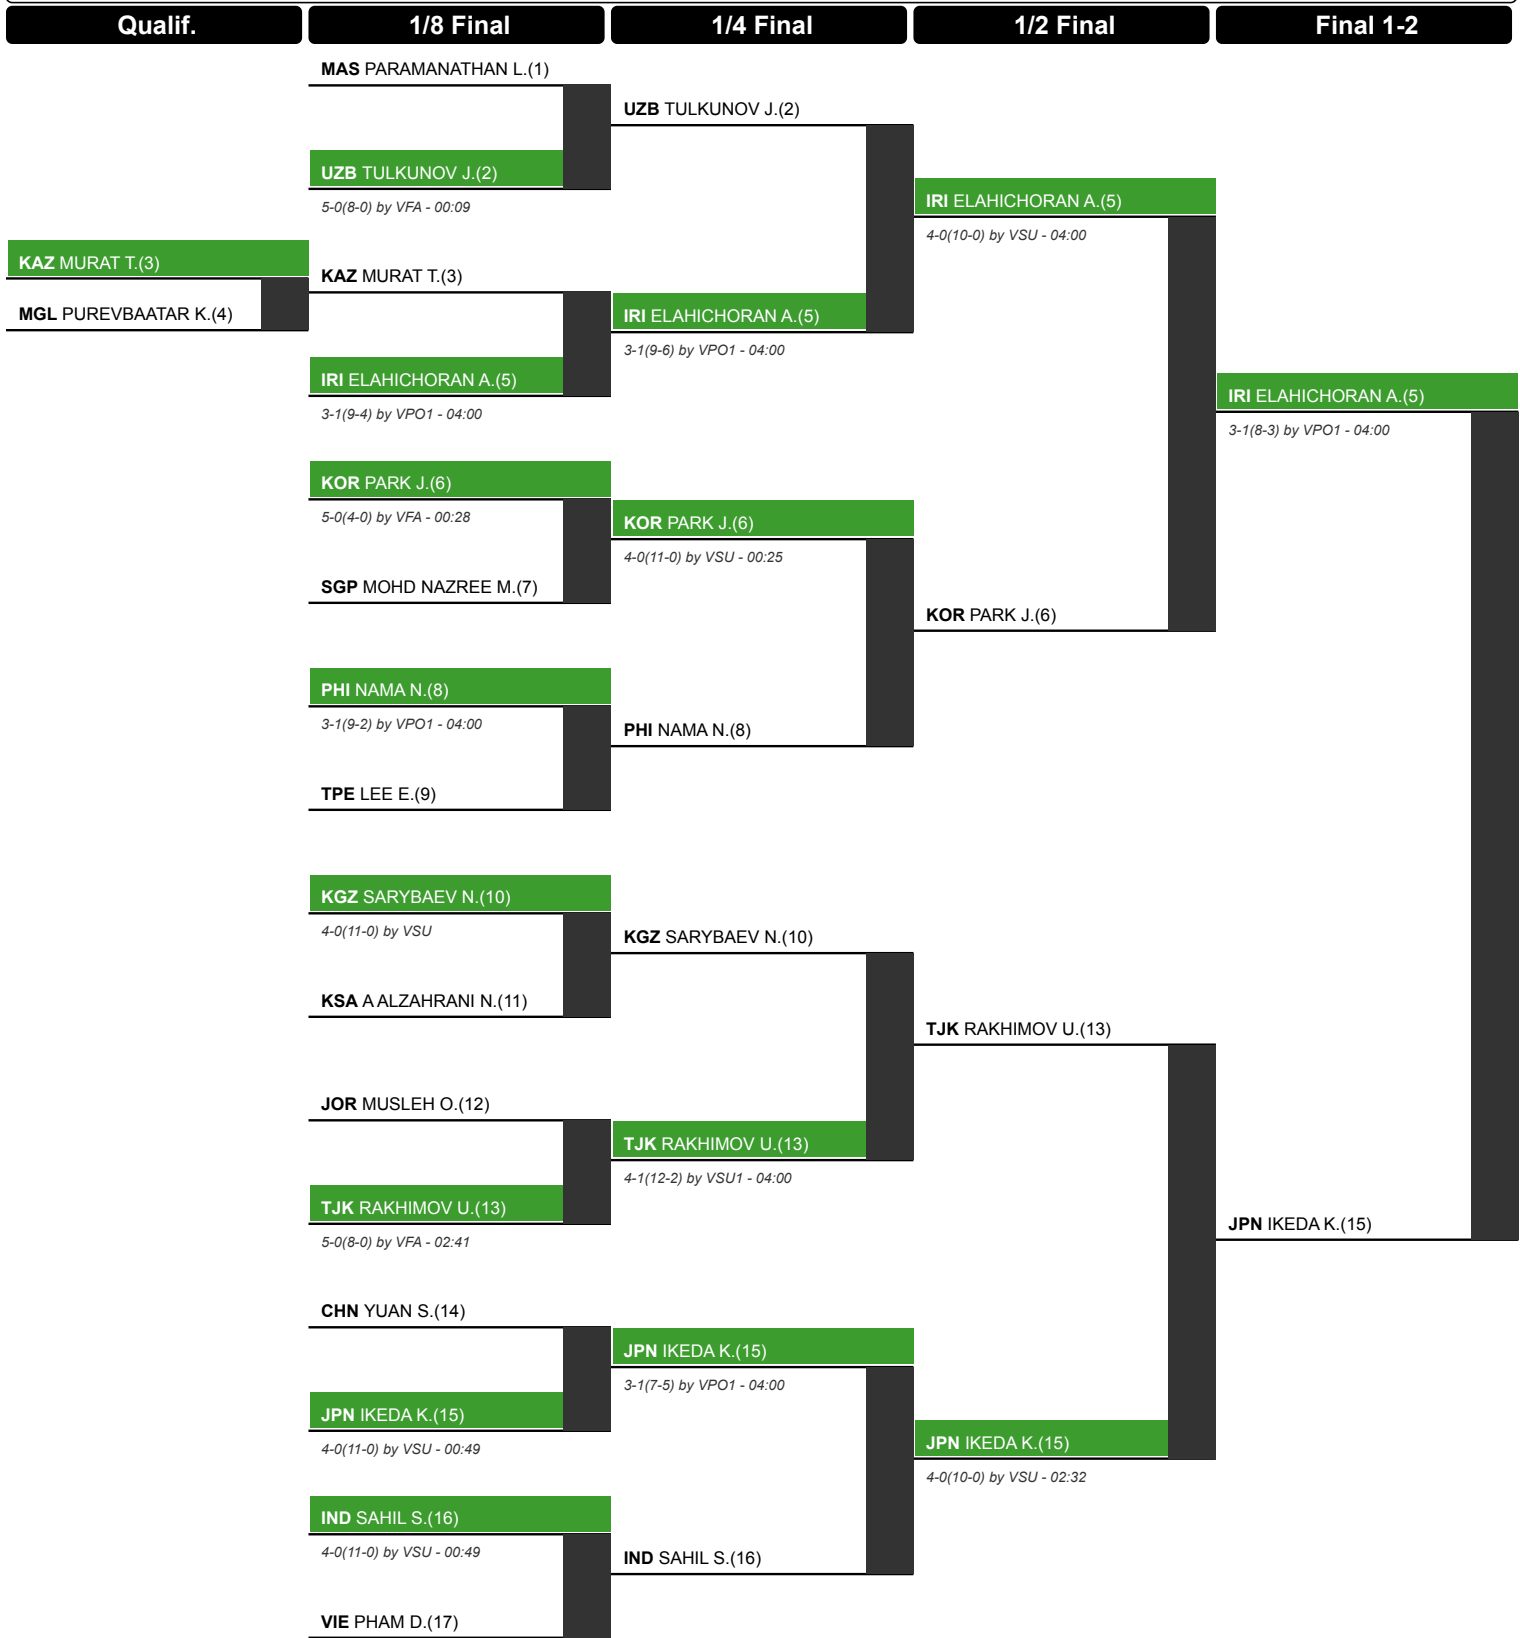 Qualif.
1/8 Final
1/4 Final
1/2 Final
Final 1-2
KAZ MURAT T.(3)
MGL PUREVBAATAR K.(4)
MAS PARAMANATHAN L.(1)
UZB TULKUNOV J.(2)
5-0(8-0) by VFA - 00:09
KAZ MURAT T.(3)
IRI ELAHICHORAN A.(5)
3-1(9-4) by VPO1 - 04:00
KOR PARK J.(6)
5-0(4-0) by VFA - 00:28
SGP MOHD NAZREE M.(7)
PHI NAMA N.(8)
3-1(9-2) by VPO1 - 04:00
TPE LEE E.(9)
KGZ SARYBAEV N.(10)
4-0(11-0) by VSU
KSA A ALZAHRANI N.(11)
JOR MUSLEH O.(12)
TJK RAKHIMOV U.(13)
5-0(8-0) by VFA - 02:41
CHN YUAN S.(14)
JPN IKEDA K.(15)
4-0(11-0) by VSU - 00:49
IND SAHIL S.(16)
4-0(11-0) by VSU - 00:49
VIE PHAM D.(17)
UZB TULKUNOV J.(2)
IRI ELAHICHORAN A.(5)
3-1(9-6) by VPO1 - 04:00
KOR PARK J.(6)
4-0(11-0) by VSU - 00:25
PHI NAMA N.(8)
KGZ SARYBAEV N.(10)
TJK RAKHIMOV U.(13)
4-1(12-2) by VSU1 - 04:00
JPN IKEDA K.(15)
3-1(7-5) by VPO1 - 04:00
IND SAHIL S.(16)
IRI ELAHICHORAN A.(5)
4-0(10-0) by VSU - 04:00
KOR PARK J.(6)
TJK RAKHIMOV U.(13)
JPN IKEDA K.(15)
4-0(10-0) by VSU - 02:32
IRI ELAHICHORAN A.(5)
3-1(8-3) by VPO1 - 04:00
JPN IKEDA K.(15)